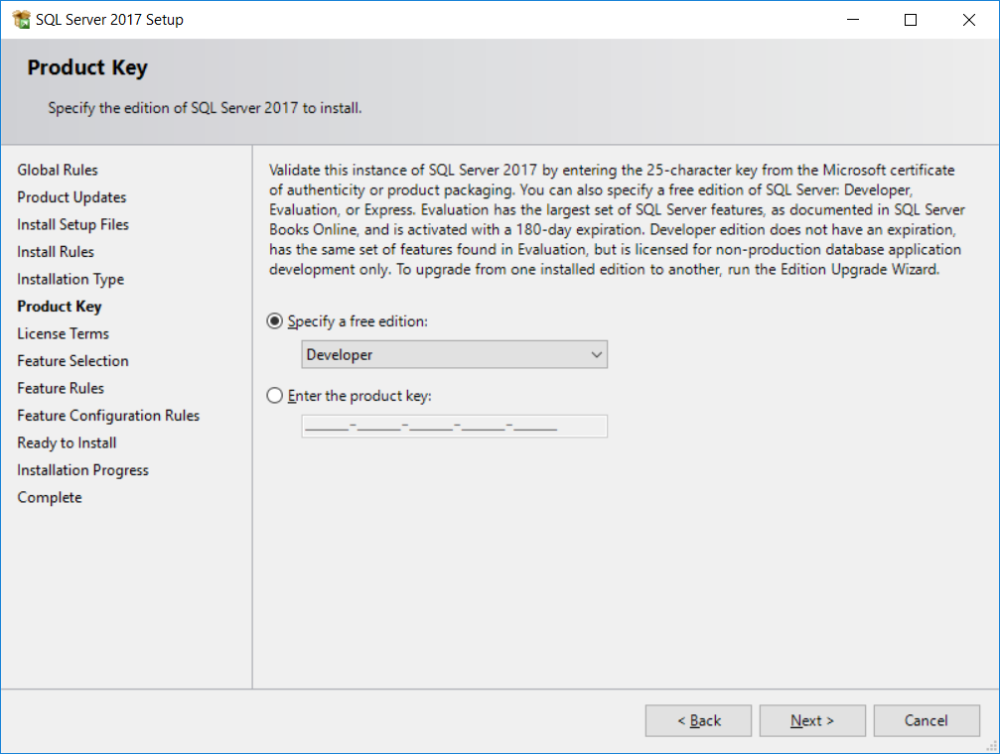 SQL Server 2017 Setup
Product Key
Specify the edition of SQL Server 2017 to install.
Global Rules
Product Updates
Install Setup Files
Install Rules
Installation Type
Product Key
License Terms
Feature Selection
Feature Rules
Feature Configuration Rules
Ready to Install
Installation Progress
Complete
Validate this instance of SQL Server 2017 by entering the 25-character key from the Microsoft certificate
of authenticity or product packaging. You can also specify a free edition of SQL Server: Developer,
Evaluation, or Express. Evaluation has the largest set of SQL Server features, as documented in SQL Server
Books Online, and is activated with a 180-day expiration. Developer edition does not have an expiration,
has the same set of features found in Evaluation, but is licensed for non-production database application
development only. To upgrade from one installed edition to another, run the Edition Upgrade Wizard.
Specify a free edition:
Developer
Enter the product key:
_____-_____-_____-_____-_____
< Back
Next >
Cancel